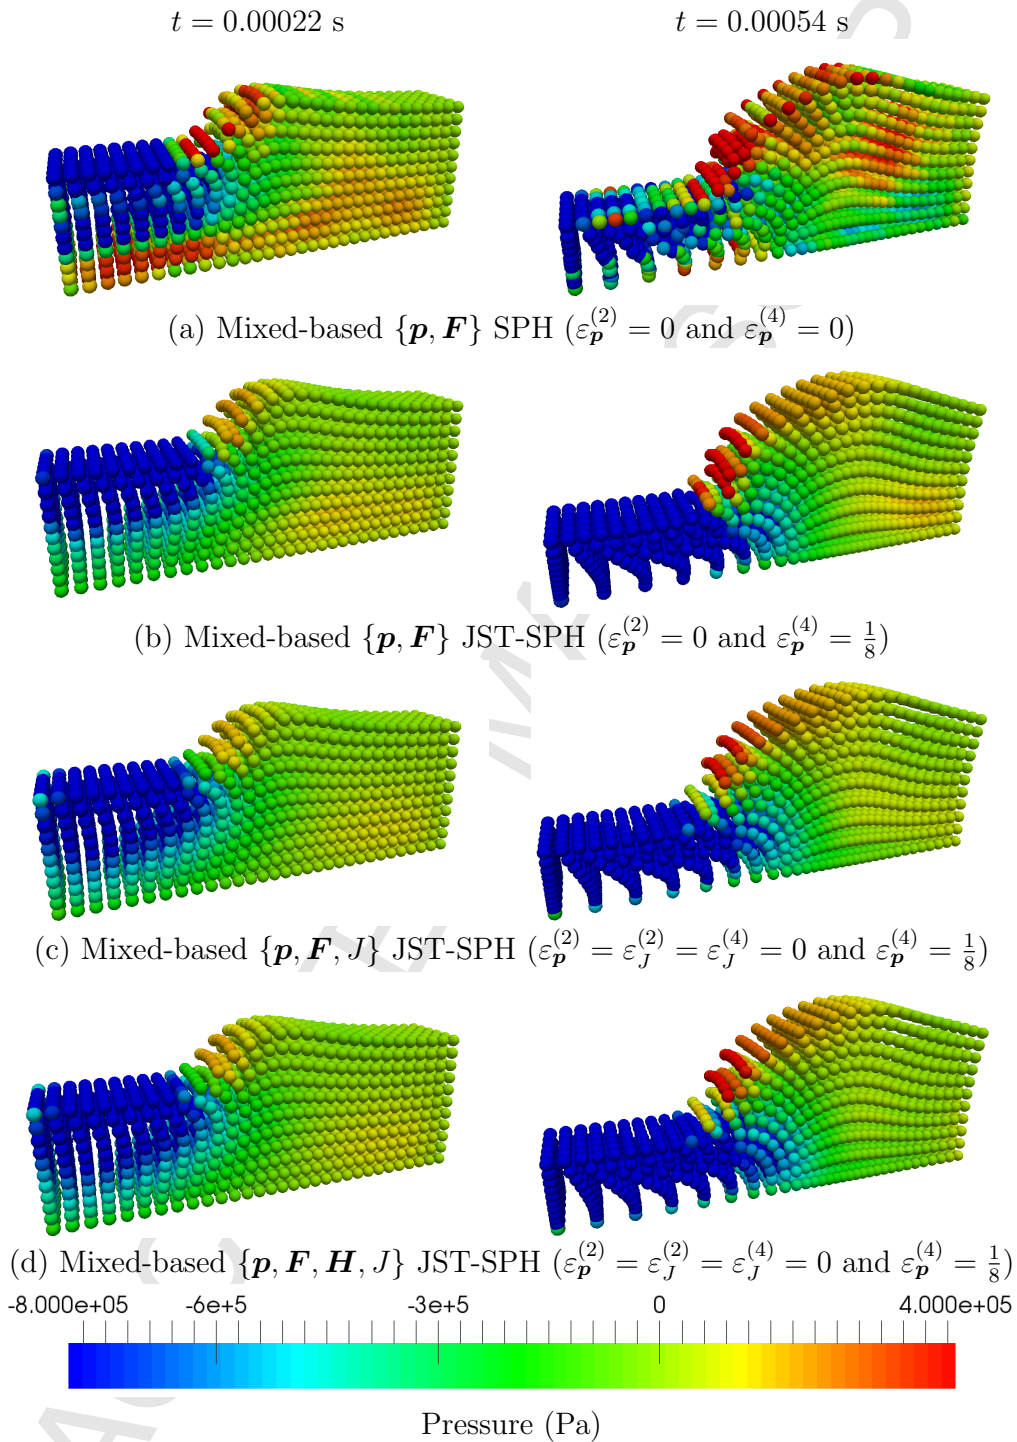 t = 0.00022 s t = 0.00054 s
(a) Mixed-based {p, F} SPH (ε_p^(2) = 0 and ε_p^(4) = 0)
(b) Mixed-based {p, F} JST-SPH (ε_p^(2) = 0 and ε_p^(4) = 1/8)
(c) Mixed-based {p, F, J} JST-SPH (ε_p^(2) = ε_J^(2) = ε_J^(4) = 0 and ε_p^(4) = 1/8)
(d) Mixed-based {p, F, H, J} JST-SPH (ε_p^(2) = ε_J^(2) = ε_J^(4) = 0 and ε_p^(4) = 1/8)
-8.000e+05 -6e+5 -3e+5 0 4.000e+05
Pressure (Pa)